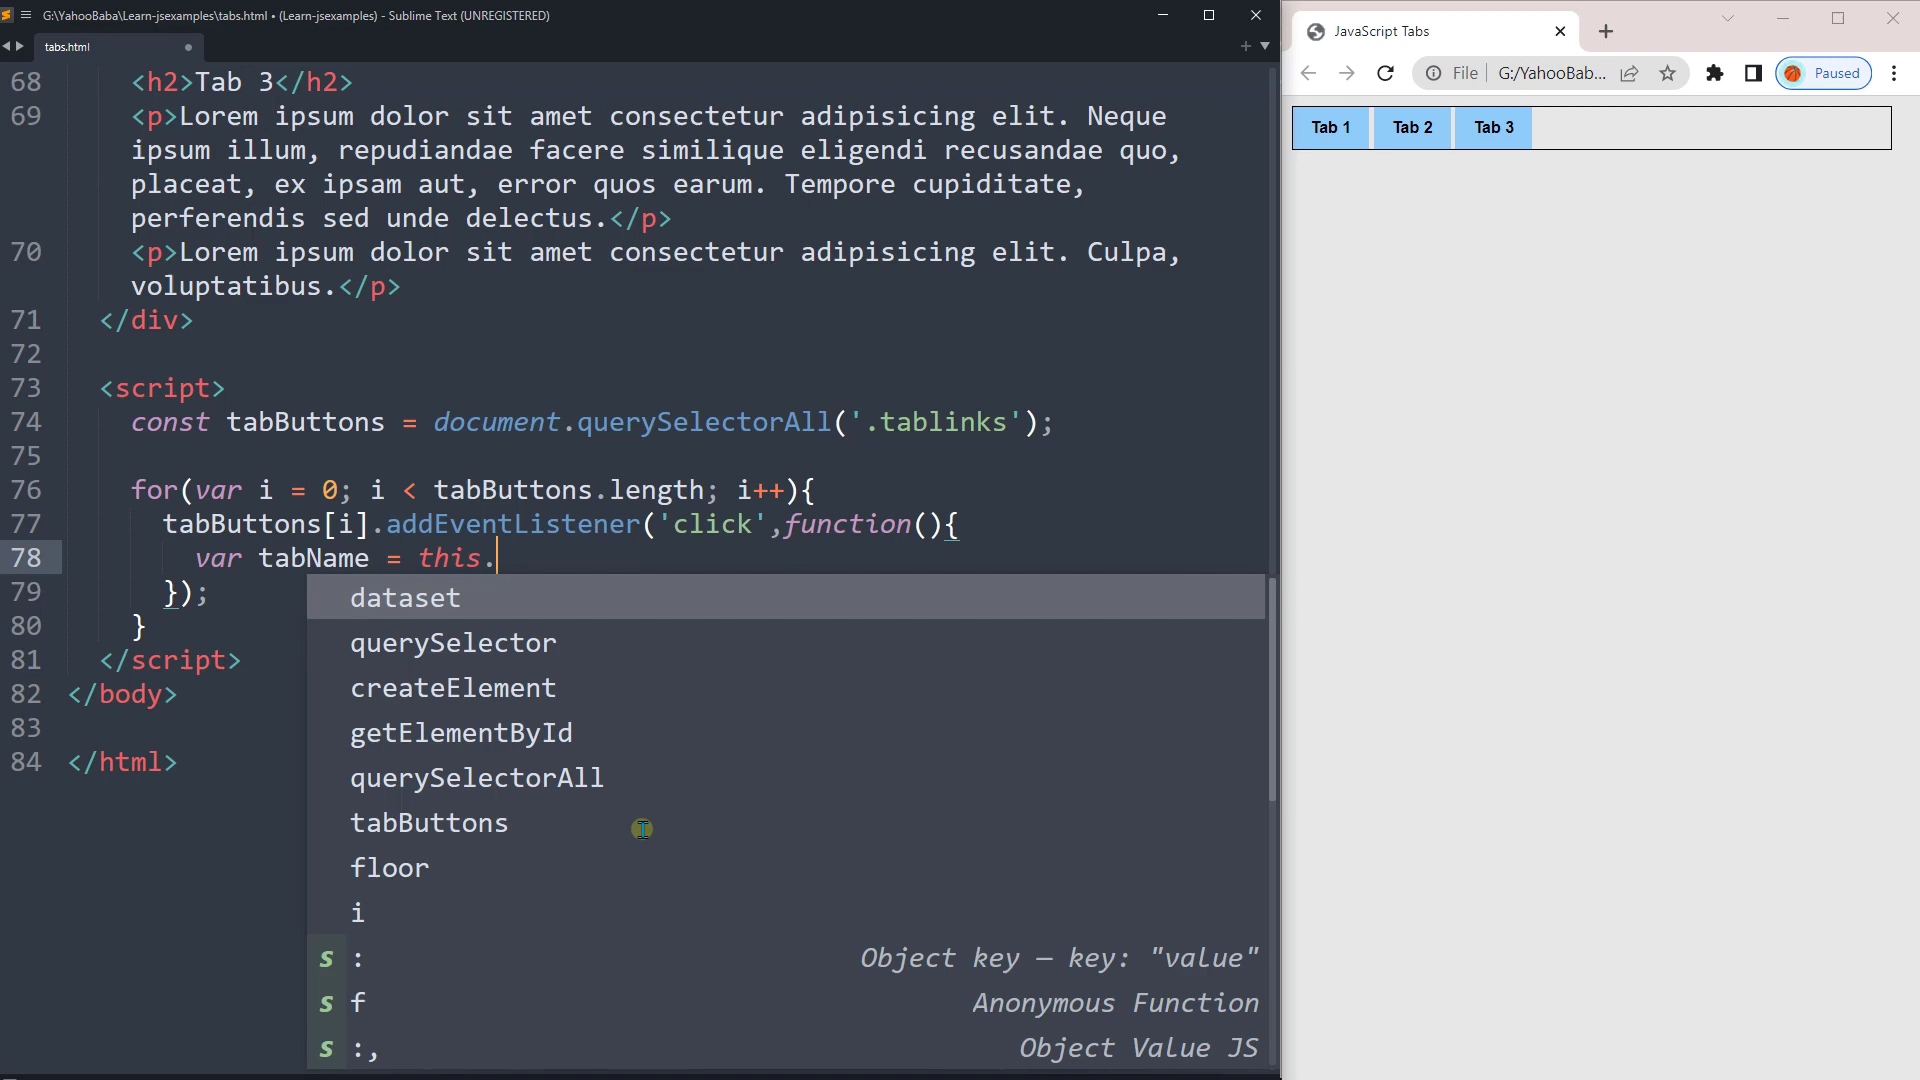 G:\YahooBaba\Learn-jsexamples\tabs.html • (Learn-jsexamples) - Sublime Text (UNREGISTERED)
tabs.html
68 <h2>Tab 3</h2>
69 <p>Lorem ipsum dolor sit amet consectetur adipisicing elit. Neque
ipsum illum, repudiandae facere similique eligendi recusandae quo,
placeat, ex ipsam aut, error quos earum. Tempore cupiditate,
perferendis sed unde delectus.</p>
70 <p>Lorem ipsum dolor sit amet consectetur adipisicing elit. Culpa,
voluptatibus.</p>
71 </div>
72
73 <script>
74 const tabButtons = document.querySelectorAll('.tablinks');
75
76 for(var i = 0; i < tabButtons.length; i++){
77 tabButtons[i].addEventListener('click',function(){
78 var tabName = this.
79 });
80 }
81 </script>
82 </body>
83
84 </html>
dataset
querySelector
createElement
getElementById
querySelectorAll
tabButtons
floor
i
s : Object key — key: "value"
s f Anonymous Function
s :, Object Value JS
JavaScript Tabs
File G:/YahooBab... Paused
Tab 1 Tab 2 Tab 3